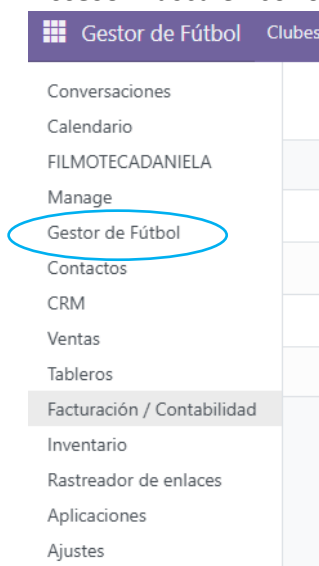 Gestor de Fútbol Clubes
Conversaciones
Calendario
FILMOTECADANIELA
Manage
Gestor de Fútbol
Contactos
CRM
Ventas
Tableros
Facturación / Contabilidad
Inventario
Rastreador de enlaces
Aplicaciones
Ajustes